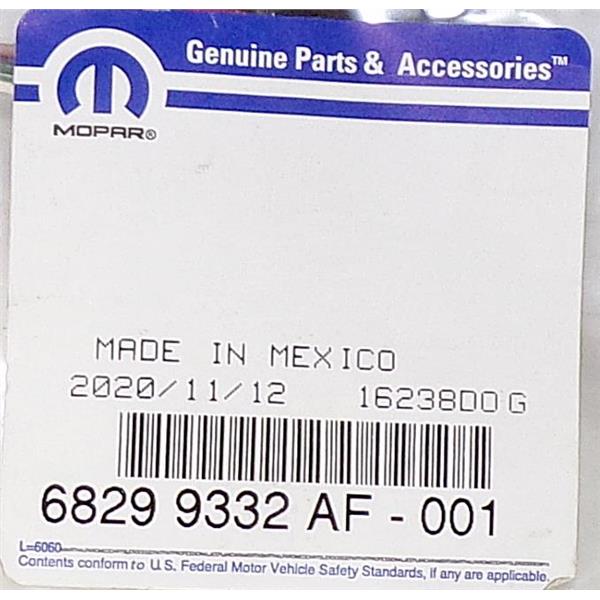 Genuine Parts & Accessories™
MOPAR®
MADE IN MEXICO
2020/11/12 16238DO G
6829 9332 AF - 001
L=6060
Contents conform to U.S. Federal Motor Vehicle Safety Standards, if any are applicable.